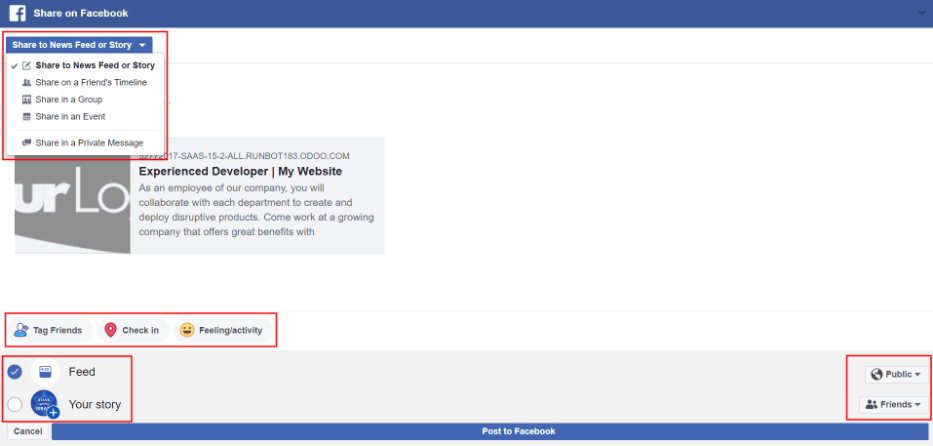 Share on Facebook
Share to News Feed or Story
Share to News Feed or Story
Share on a Friend's Timeline
Share in a Group
Share in an Event
Share in a Private Message
17-SAAS-15-2-ALL.RUNBOT183.ODOO.COM
Experienced Developer | My Website
As an employee of our company, you will
collaborate with each department to create and
deploy disruptive products. Come work at a growing
company that offers great benefits with
ur Lo
Tag Friends
Check in
Feeling/activity
Feed
Public
Your story
Friends
Cancel
Post to Facebook